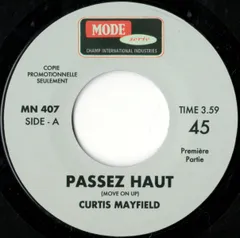 MODE
série
CHAMP INTERNATIONAL INDUSTRIES
COPIE
PROMOTIONNELLE
SEULEMENT
MN 407
SIDE - A
TIME 3.59
45
Première
Partie
PASSEZ HAUT
(MOVE ON UP)
CURTIS MAYFIELD